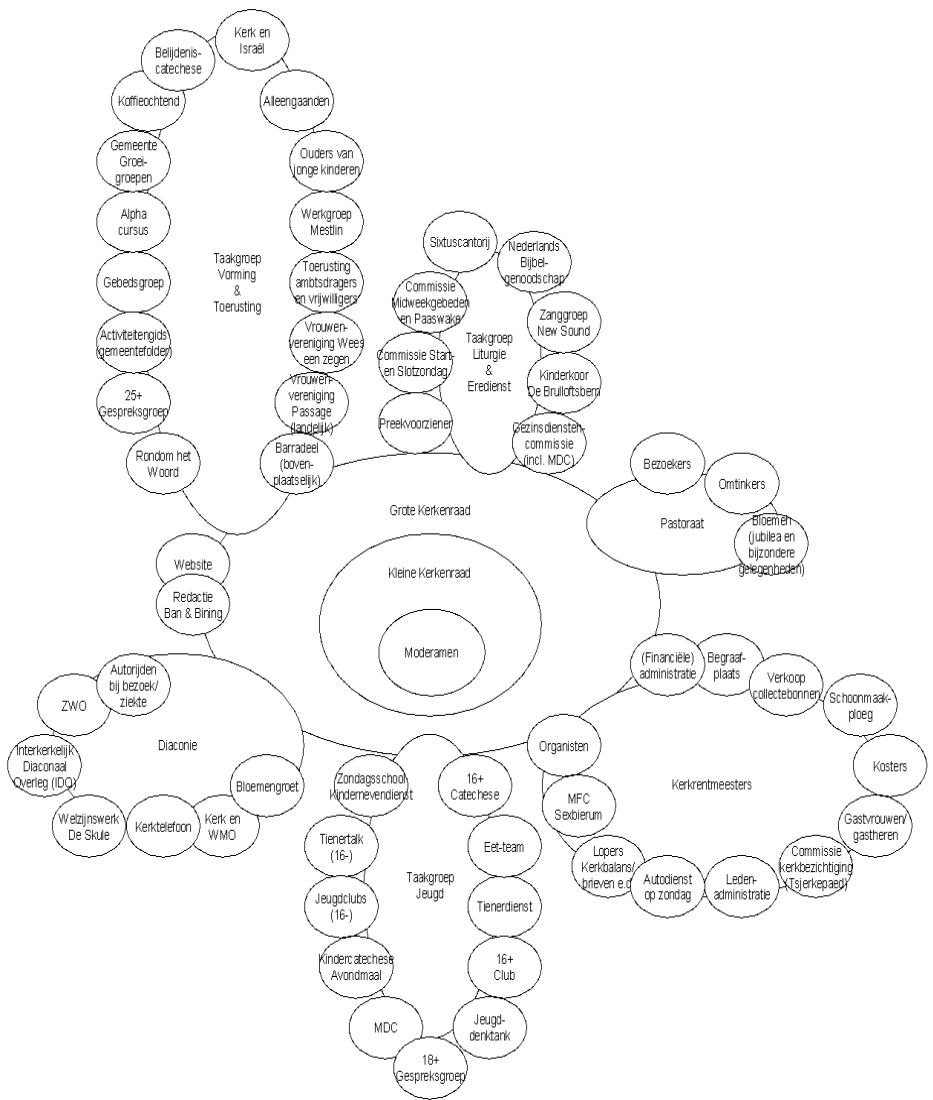 Kerk en
Israël
Belijdenis-
catechese
Koffieochtend
Alleengaanden
Gemeente
Groei-
groepen
Ouders van
jonge kinderen
Alpha
cursus
Werkgroep
Mestlin
Taakgroep
Vorming
&
Toerusting
Gebedsgroep
Toerusting
ambtsdragers
en vrijwilligers
Activiteitengids
(gemeentefolder)
Vrouwen-
vereniging Wees
een zegen
25+
Gespreksgroep
Vrouwen-
vereniging
Passage
(landelijk)
Rondom het
Woord
Barradeel
(boven-
plaatselijk)
Sixtuscantorij
Nederlands
Bijbel-
genootschap
Commissie
Midweekgebeden
en Paaswake
Zanggroep
New Sound
Taakgroep
Liturgie
&
Eredienst
Commissie Start-
en Slotzondag
Kinderkoor
De Brulloftsbern
Preekvoorziener
Gezinsdiensten-
commissie
(incl. MDC)
Bezoekers
Omtinkers
Pastoraat
Bloemen
(jubilea en
bijzondere
gelegenheden)
Grote Kerkenraad
Kleine Kerkenraad
Moderamen
Website
Redactie
Ban & Bining
Autorijden
bij bezoek/
ziekte
ZWO
Diaconie
Interkerkelijk
Diaconaal
Overleg (IDO)
Bloemengroet
Welzijnswerk
De Skule
Kerktelefoon
Kerk en
WMO
Zondagsschool
Kindernevendienst
16+
Catechese
Tienertalk
(16-)
Eet-team
Taakgroep
Jeugd
Jeugdclubs
(16-)
Tienerdienst
Kindercatechese
Avondmaal
16+
Club
MDC
Jeugd-
denktank
18+
Gespreksgroep
(Financiële)
administratie
Begraaf-
plaats
Verkoop
collectebonnen
Schoonmaak-
ploeg
Organisten
Kosters
Kerkrentmeesters
MFC
Sexbierum
Gastvrouwen/
gastheren
Lopers
Kerkbalans/
brieven e.d
Autodienst
op zondag
Leden-
administratie
Commissie
kerkbezichtiging
(Tsjerkepaed)